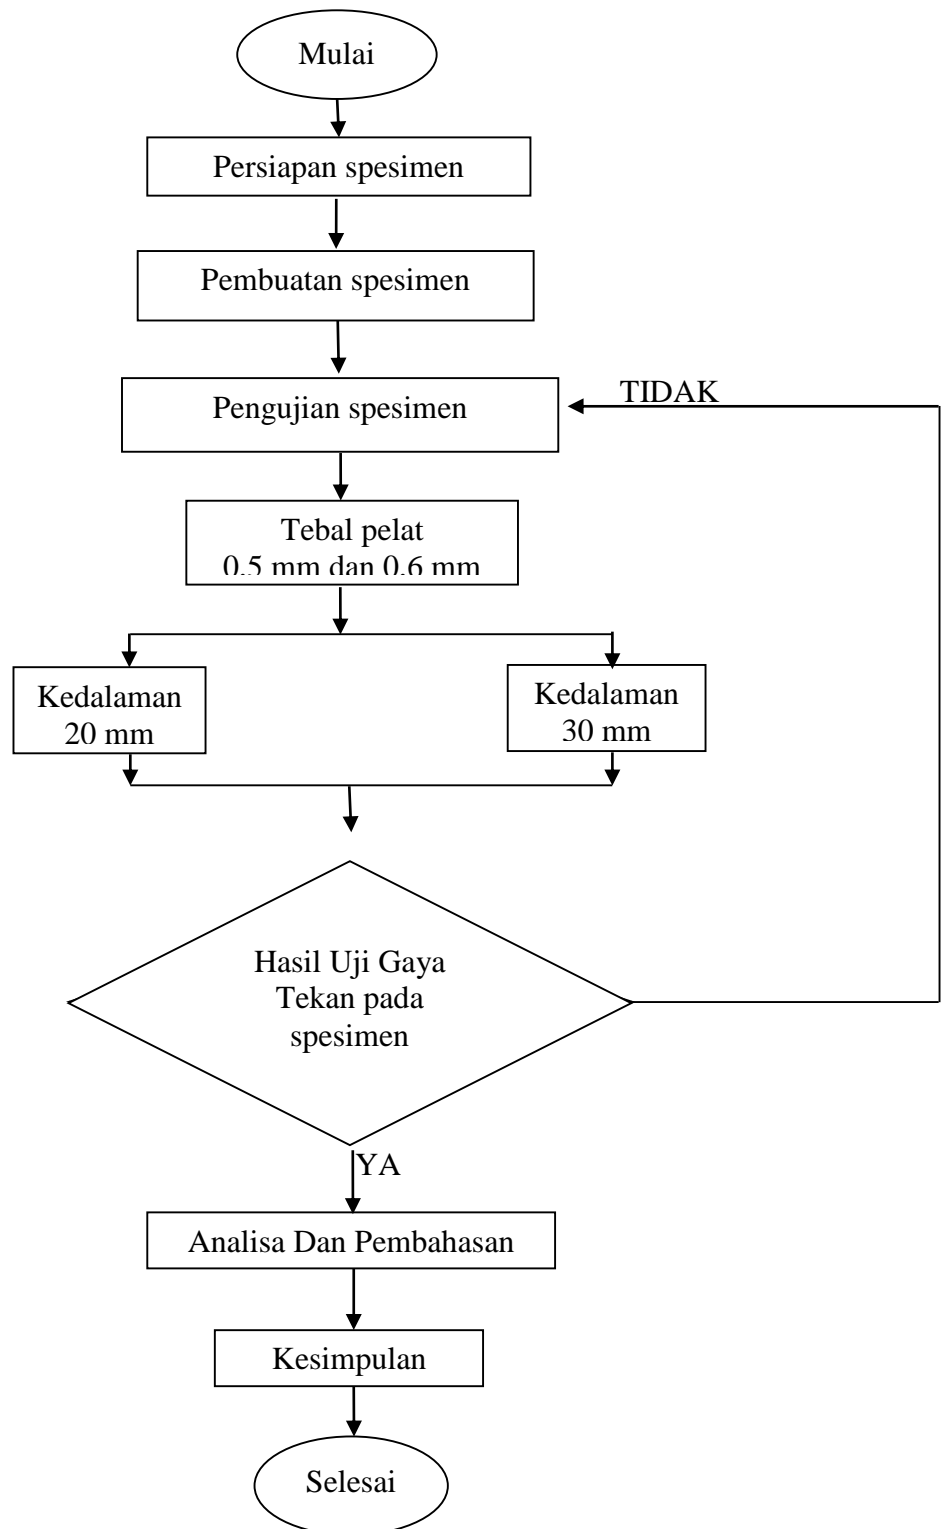 Mulai
Persiapan spesimen
Pembuatan spesimen
Pengujian spesimen
TIDAK
Tebal pelat
0.5 mm dan 0.6 mm
Kedalaman
20 mm
Kedalaman
30 mm
Hasil Uji Gaya
Tekan pada
spesimen
YA
Analisa Dan Pembahasan
Kesimpulan
Selesai